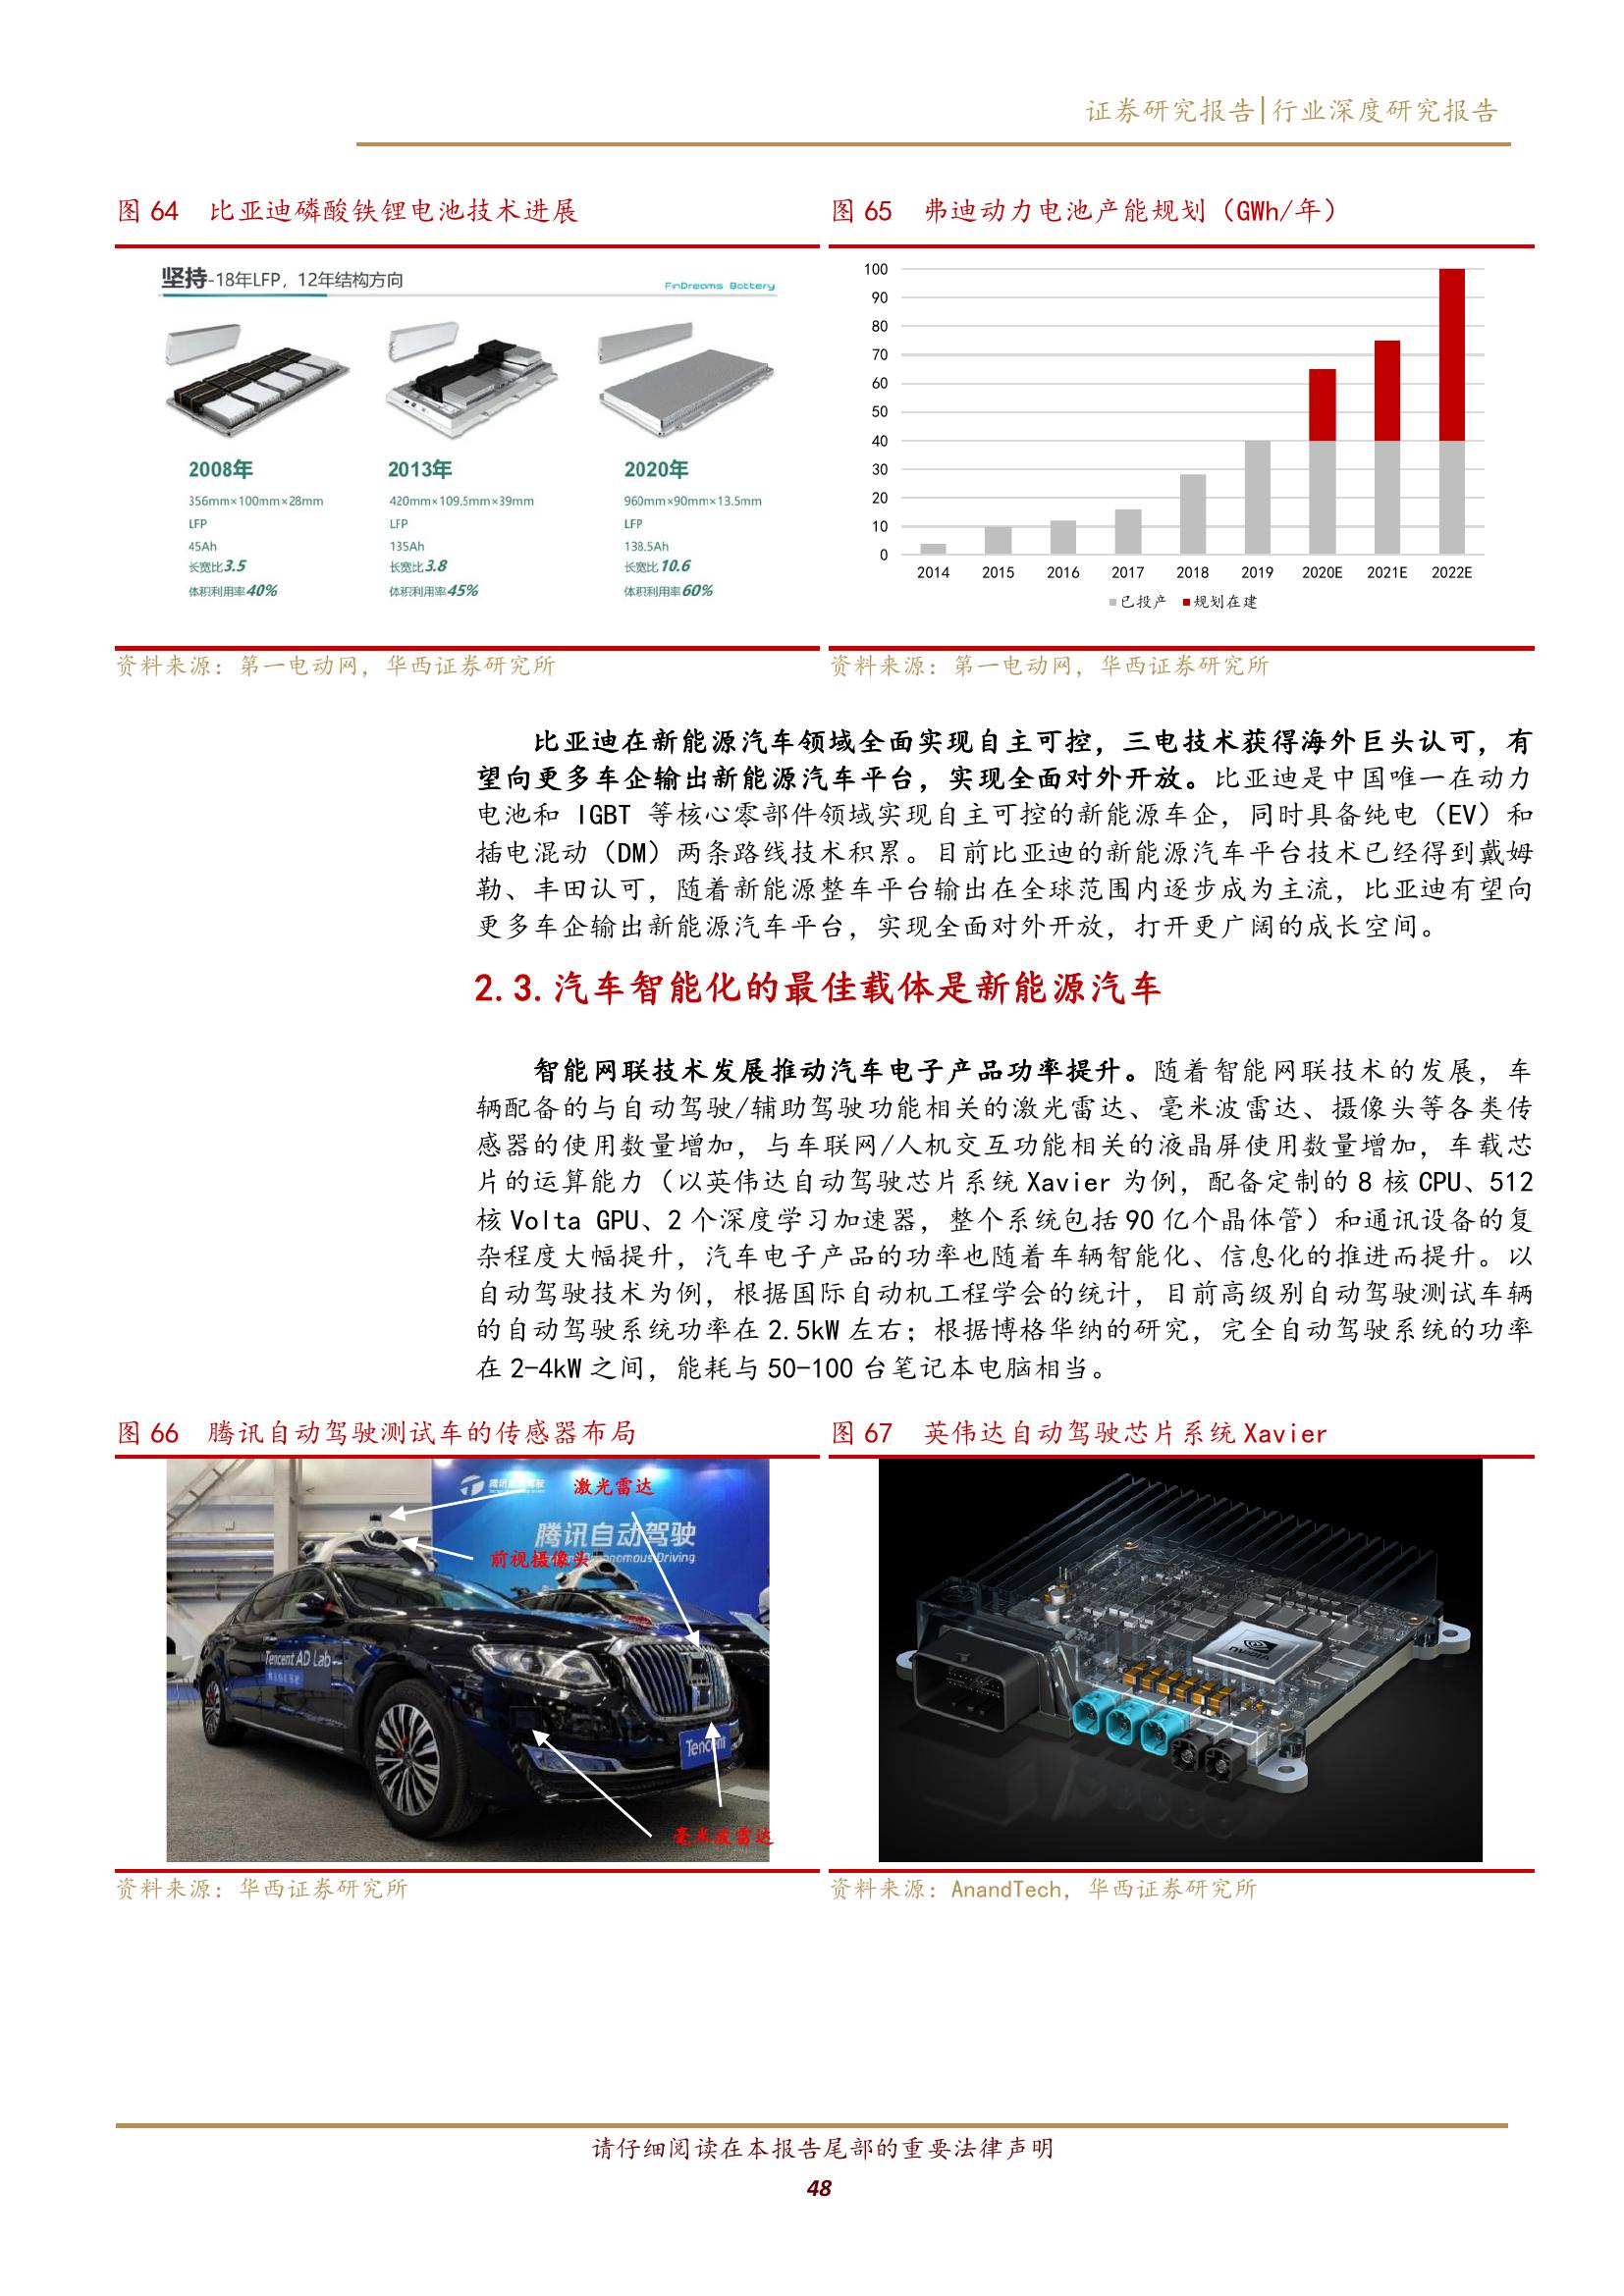 证券研究报告|行业深度研究报告
图 64 比亚迪磷酸铁锂电池技术进展
坚持-18年LFP，12年结构方向
FinDreams Battery
2008年
356mm×100mm×28mm
LFP
45Ah
长宽比3.5
体积利用率40%
2013年
420mm×109.5mm×39mm
LFP
135Ah
长宽比3.8
体积利用率45%
2020年
960mm×90mm×13.5mm
LFP
138.5Ah
长宽比10.6
体积利用率60%
资料来源：第一电动网，华西证券研究所
图 65 弗迪动力电池产能规划（GWh/年）
100
90
80
70
60
50
40
30
20
10
0
2014 2015 2016 2017 2018 2019 2020E 2021E 2022E
已投产 规划在建
资料来源：第一电动网，华西证券研究所
比亚迪在新能源汽车领域全面实现自主可控，三电技术获得海外巨头认可，有
望向更多车企输出新能源汽车平台，实现全面对外开放。比亚迪是中国唯一在动力
电池和 IGBT 等核心零部件领域实现自主可控的新能源车企，同时具备纯电（EV）和
插电混动（DM）两条路线技术积累。目前比亚迪的新能源汽车平台技术已经得到戴姆
勒、丰田认可，随着新能源整车平台输出在全球范围内逐步成为主流，比亚迪有望向
更多车企输出新能源汽车平台，实现全面对外开放，打开更广阔的成长空间。
2.3.汽车智能化的最佳载体是新能源汽车
智能网联技术发展推动汽车电子产品功率提升。随着智能网联技术的发展，车
辆配备的与自动驾驶/辅助驾驶功能相关的激光雷达、毫米波雷达、摄像头等各类传
感器的使用数量增加，与车联网/人机交互功能相关的液晶屏使用数量增加，车载芯
片的运算能力（以英伟达自动驾驶芯片系统 Xavier 为例，配备定制的 8 核 CPU、512
核 Volta GPU、2 个深度学习加速器，整个系统包括 90 亿个晶体管）和通讯设备的复
杂程度大幅提升，汽车电子产品的功率也随着车辆智能化、信息化的推进而提升。以
自动驾驶技术为例，根据国际自动机工程学会的统计，目前高级别自动驾驶测试车辆
的自动驾驶系统功率在 2.5kW 左右；根据博格华纳的研究，完全自动驾驶系统的功率
在 2-4kW 之间，能耗与 50-100 台笔记本电脑相当。
图 66 腾讯自动驾驶测试车的传感器布局
激光雷达
腾讯自动驾驶
前视摄像头
Driving
Tencent AD Lab
Tencent
毫米波雷达
资料来源：华西证券研究所
图 67 英伟达自动驾驶芯片系统 Xavier
nVIDIA
资料来源：AnandTech，华西证券研究所
请仔细阅读在本报告尾部的重要法律声明
48